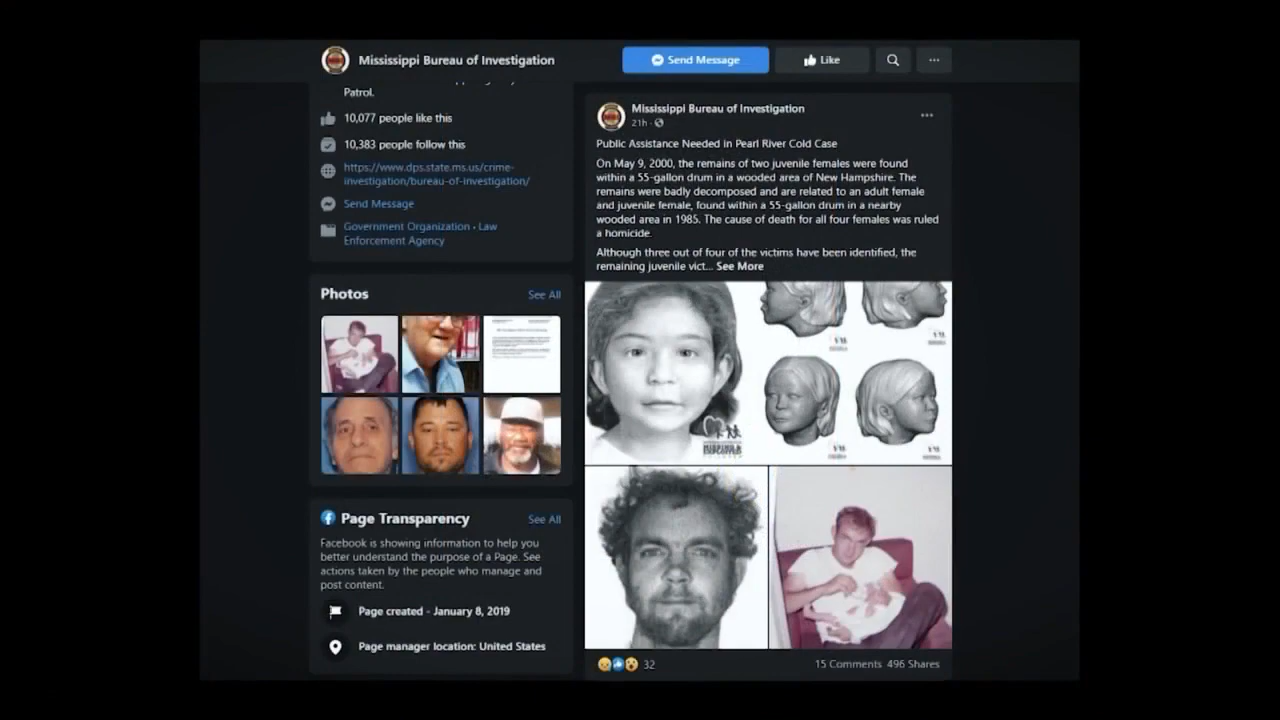 Mississippi Bureau of Investigation
Send Message
Like
Patrol.
10,077 people like this
10,383 people follow this
https://www.dps.state.ms.us/crime-
investigation/bureau-of-investigation/
Send Message
Government Organization · Law
Enforcement Agency
Photos
See All
Page Transparency
See All
Facebook is showing information to help you
better understand the purpose of a Page. See
actions taken by the people who manage and
post content.
Page created - January 8, 2019
Page manager location: United States
Mississippi Bureau of Investigation
21h ·
Public Assistance Needed in Pearl River Cold Case
On May 9, 2000, the remains of two juvenile females were found
within a 55-gallon drum in a wooded area of New Hampshire. The
remains were badly decomposed and are related to an adult female
and juvenile female, found within a 55-gallon drum in a nearby
wooded area in 1985. The cause of death for all four females was ruled
a homicide.
Although three out of four of the victims have been identified, the
remaining juvenile vict... See More
32
15 Comments 496 Shares